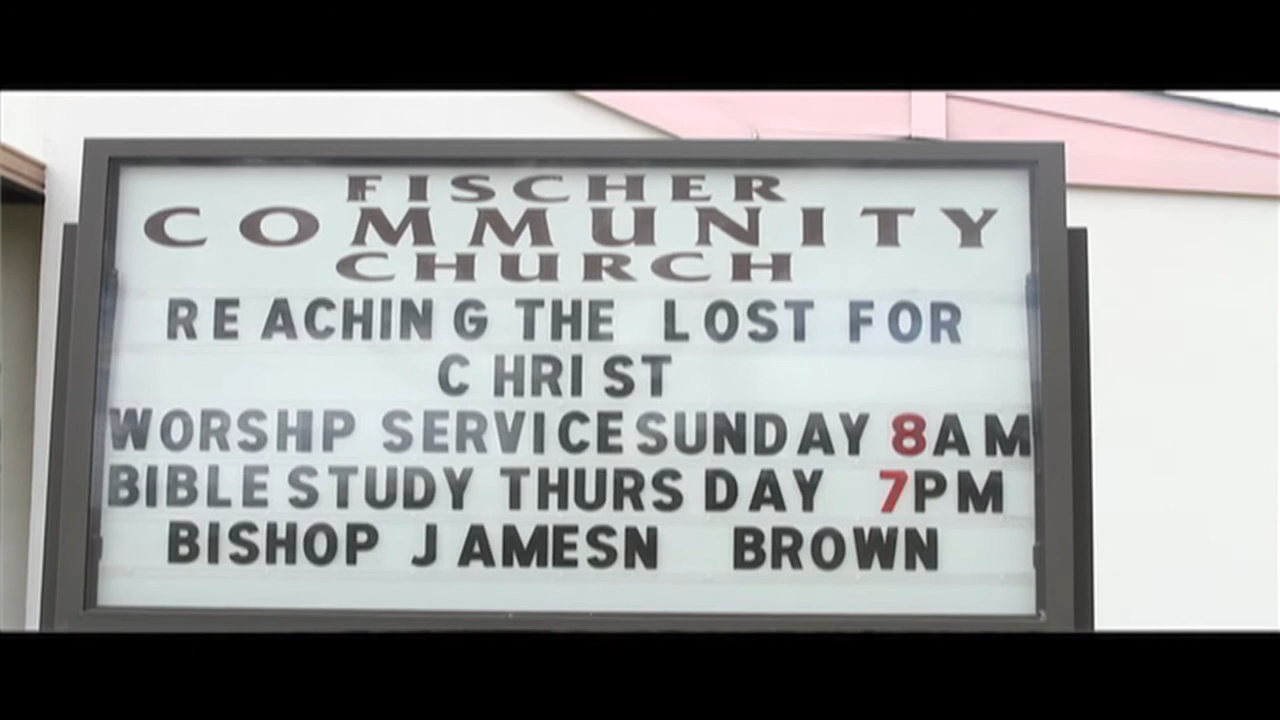 FISCHER
COMMUNITY
CHURCH
REACHING THE LOST FOR
CHRIST
WORSHP SERVICE SUNDAY 8AM
BIBLE STUDY THURSDAY 7PM
BISHOP JAMESN BROWN